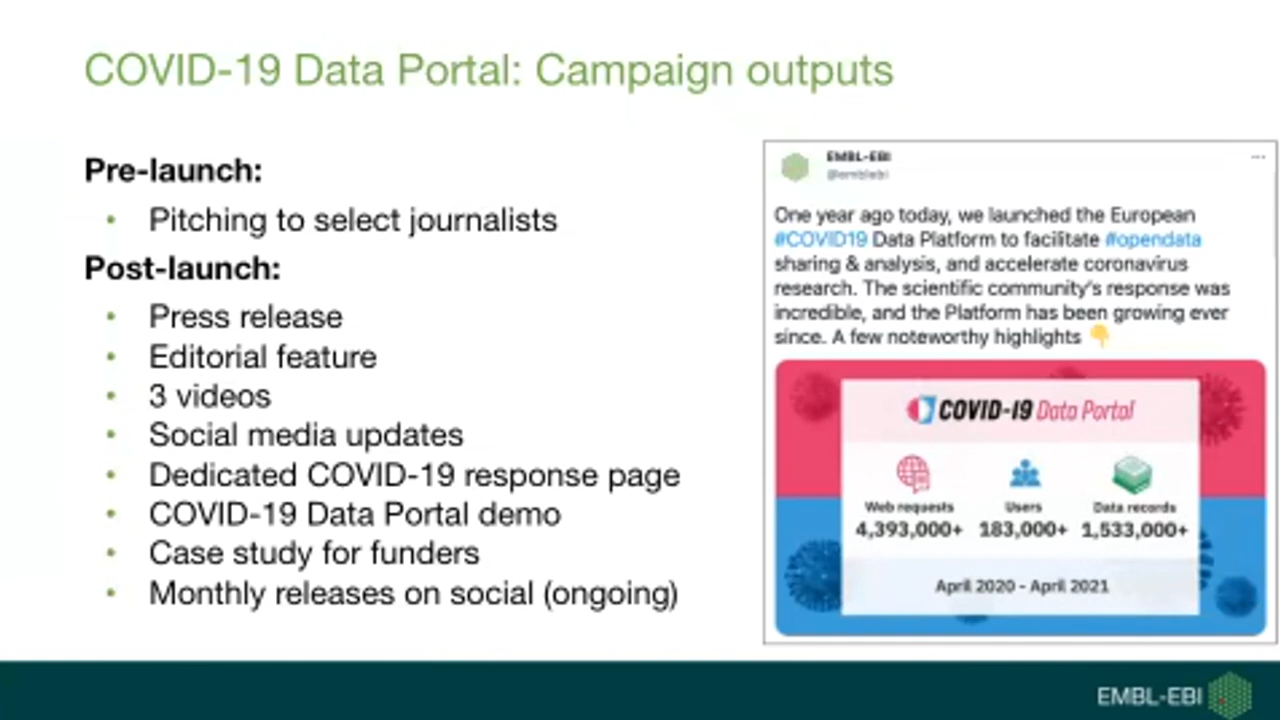 COVID-19 Data Portal: Campaign outputs
Pre-launch:
• Pitching to select journalists
Post-launch:
• Press release
• Editorial feature
• 3 videos
• Social media updates
• Dedicated COVID-19 response page
• COVID-19 Data Portal demo
• Case study for funders
• Monthly releases on social (ongoing)
EMBL-EBI
@emblebi
One year ago today, we launched the European
#COVID19 Data Platform to facilitate #opendata
sharing & analysis, and accelerate coronavirus
research. The scientific community's response was
incredible, and the Platform has been growing ever
since. A few noteworthy highlights 👇
COVID-19 Data Portal
Web requests Users Data records
4,393,000+ 183,000+ 1,533,000+
April 2020 - April 2021
EMBL-EBI